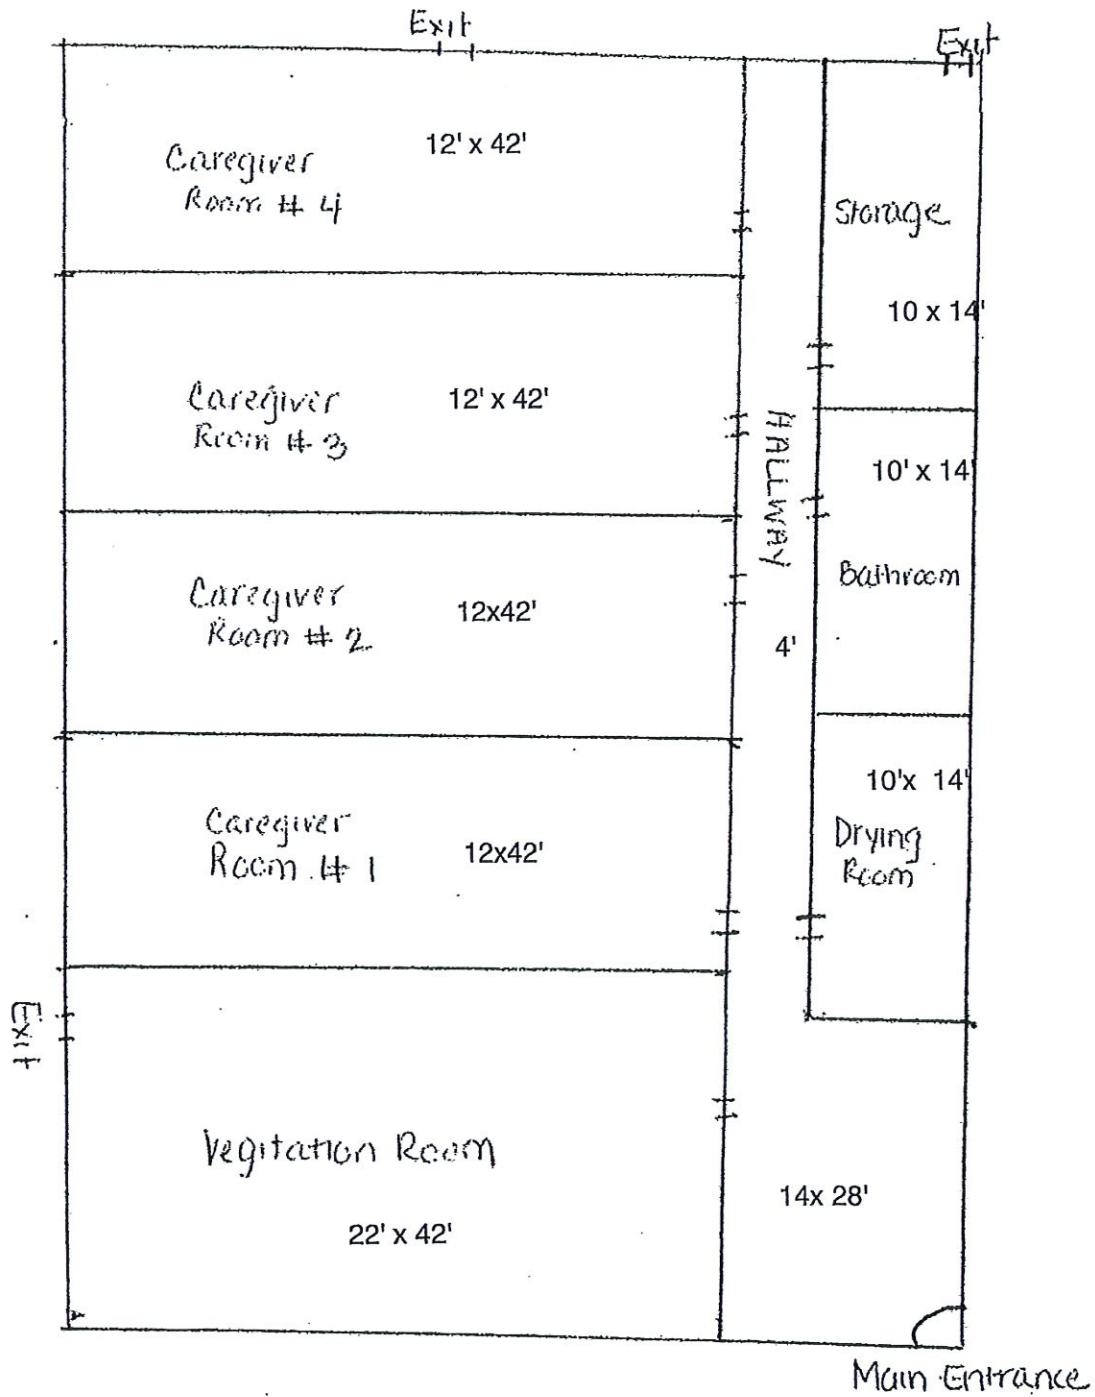 Exit
Exit
12' x 42'
Caregiver
Room # 4
Storage
10 x 14'
Caregiver
Room # 3
12' x 42'
HALLWAY
10' x 14'
Bathroom
Caregiver
Room # 2
12x42'
4'
10'x 14'
Drying
Room
Caregiver
Room # 1
12x42'
Exit
Vegitation Room
22' x 42'
14x 28'
Main Entrance